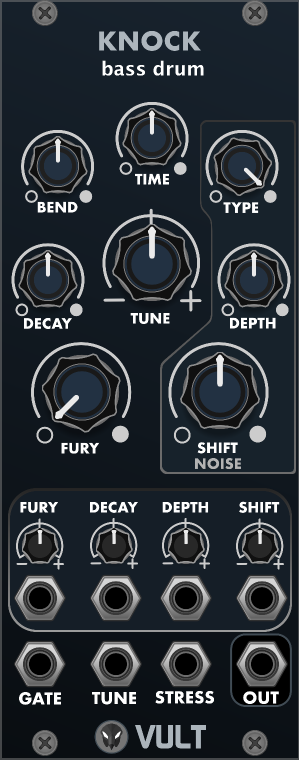 KNOCK
bass drum
TIME
BEND
TYPE
TUNE
DECAY
DEPTH
FURY
SHIFT
NOISE
FURY DECAY DEPTH SHIFT
GATE TUNE STRESS OUT
VULT